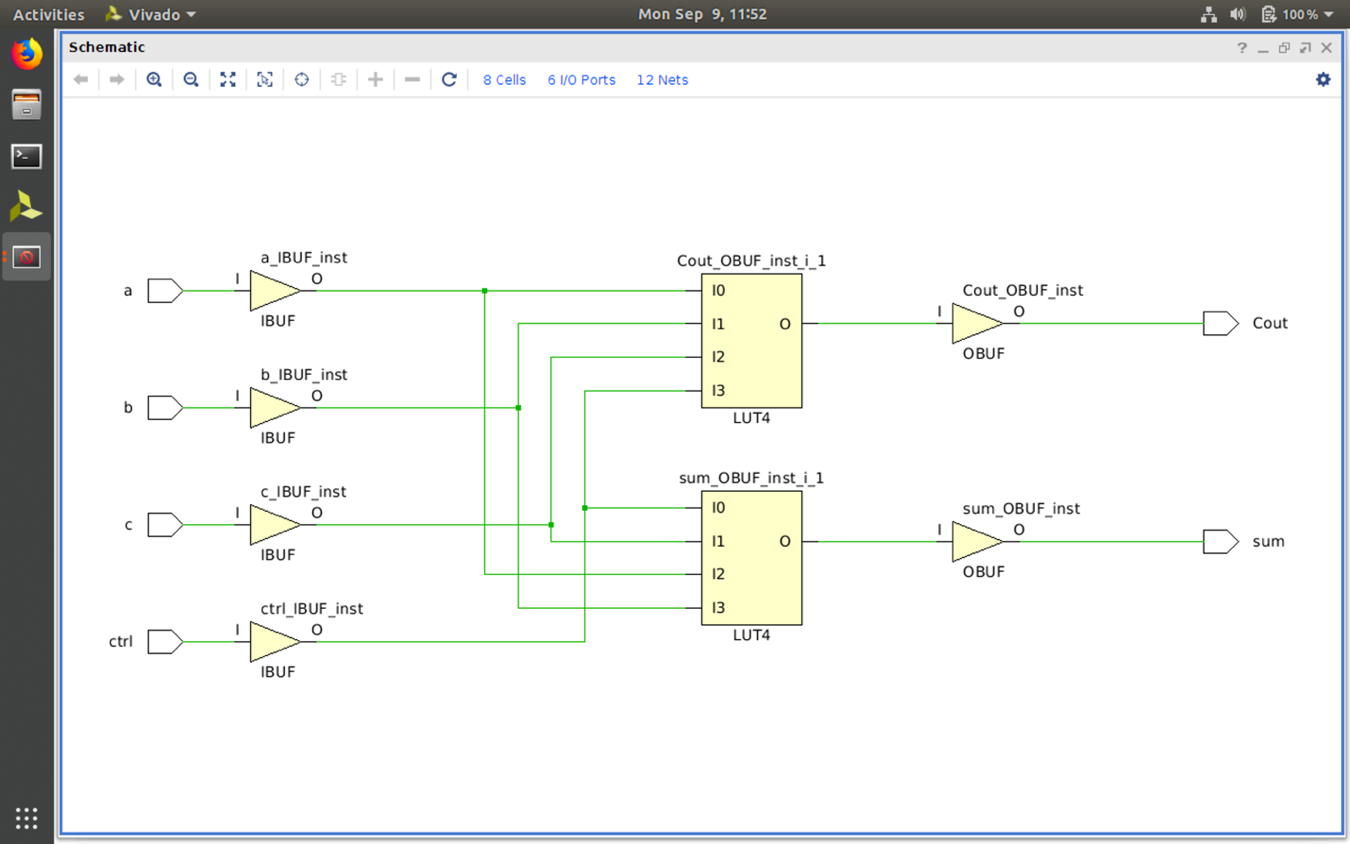 Activities Vivado Mon Sep 9, 11:52 100 %
Schematic ?
8 Cells 6 I/O Ports 12 Nets
a_IBUF_inst
a I O
IBUF
b_IBUF_inst
b I O
IBUF
c_IBUF_inst
c I O
IBUF
ctrl_IBUF_inst
ctrl I O
IBUF
Cout_OBUF_inst_i_1
I0
I1 O
I2
I3
LUT4
sum_OBUF_inst_i_1
I0
I1 O
I2
I3
LUT4
Cout_OBUF_inst
I O Cout
OBUF
sum_OBUF_inst
I O sum
OBUF